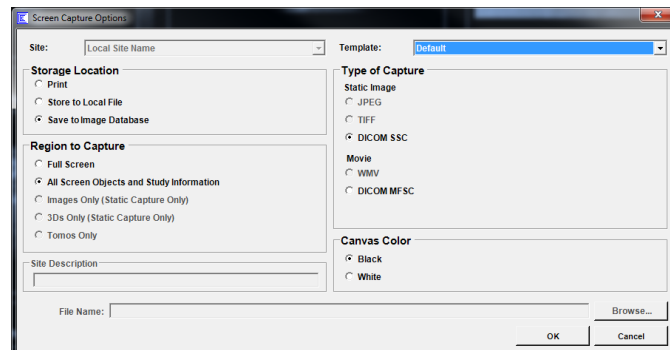 Screen Capture Options
Site: Local Site Name Template: Default
Storage Location
Print
Store to Local File
Save to Image Database
Region to Capture
Full Screen
All Screen Objects and Study Information
Images Only (Static Capture Only)
3Ds Only (Static Capture Only)
Tomos Only
Site Description
Type of Capture
Static Image
JPEG
TIFF
DICOM SSC
Movie
WMV
DICOM MFSC
Canvas Color
Black
White
File Name: Browse...
OK Cancel